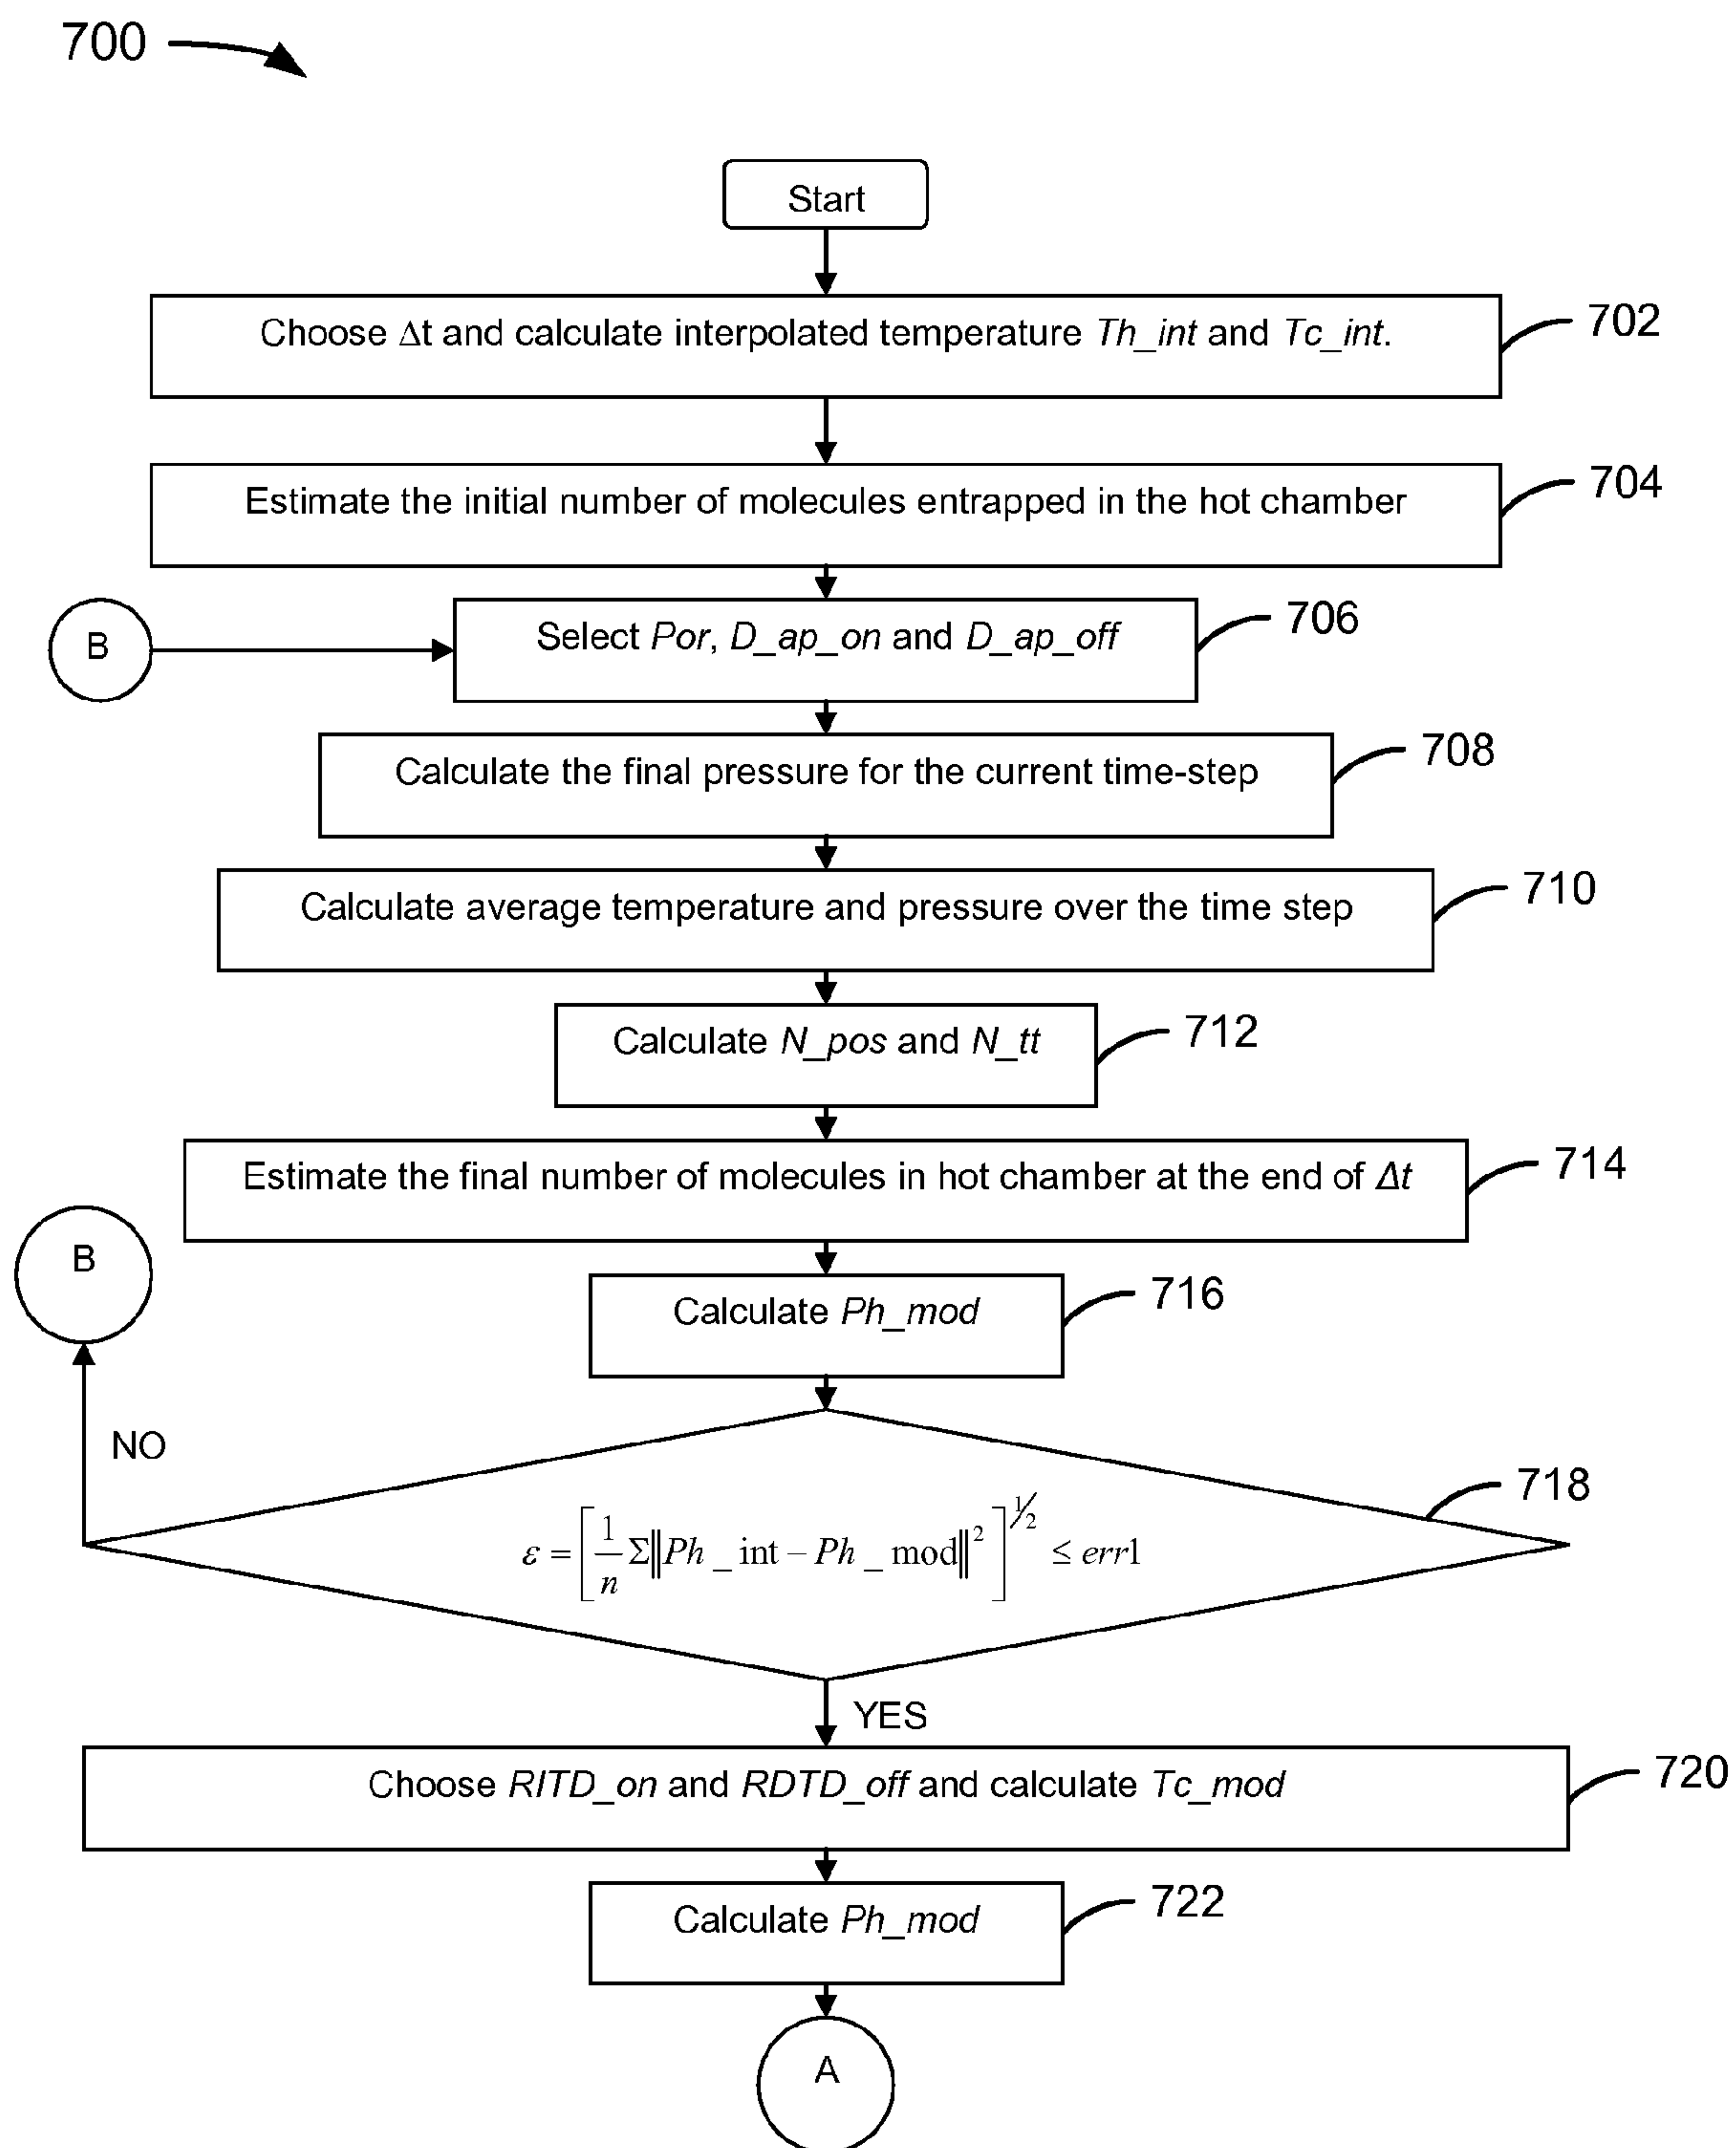 700
Start
Choose Δt and calculate interpolated temperature Th_int and Tc_int.
702
Estimate the initial number of molecules entrapped in the hot chamber
704
B
Select Por, D_ap_on and D_ap_off
706
Calculate the final pressure for the current time-step
708
Calculate average temperature and pressure over the time step
710
Calculate N_pos and N_tt
712
Estimate the final number of molecules in hot chamber at the end of Δt
714
B
Calculate Ph_mod
716
NO
ε = [1/n Σ‖Ph_int − Ph_mod‖²]^1/2 ≤ err1
718
YES
Choose RITD_on and RDTD_off and calculate Tc_mod
720
Calculate Ph_mod
722
A